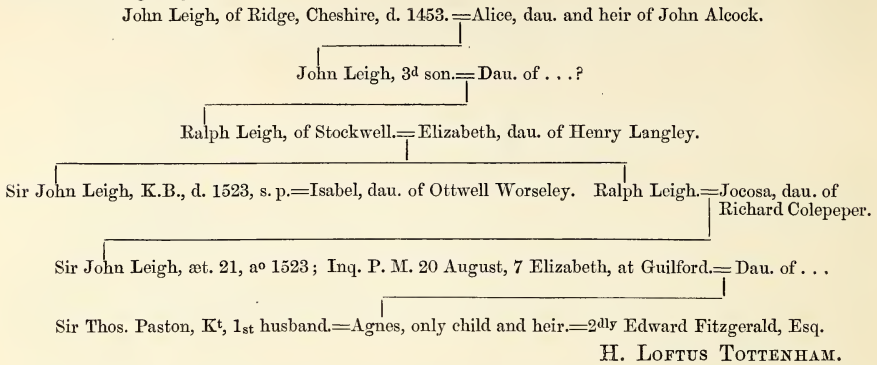 John Leigh, of Ridge, Cheshire, d. 1453.=Alice, dau. and heir of John Alcock.
John Leigh, 3d son.=Dau. of . . .?
Ralph Leigh, of Stockwell.=Elizabeth, dau. of Henry Langley.
Sir John Leigh, K.B., d. 1523, s. p.=Isabel, dau. of Ottwell Worseley. Ralph Leigh.=Jocosa, dau. of
Richard Colepeper.
Sir John Leigh, æt. 21, ao 1523; Inq. P. M. 20 August, 7 Elizabeth, at Guilford.=Dau. of . . .
Sir Thos. Paston, Kt, 1st husband.=Agnes, only child and heir.=2dly Edward Fitzgerald, Esq.
H. LOFTUS TOTTENHAM.